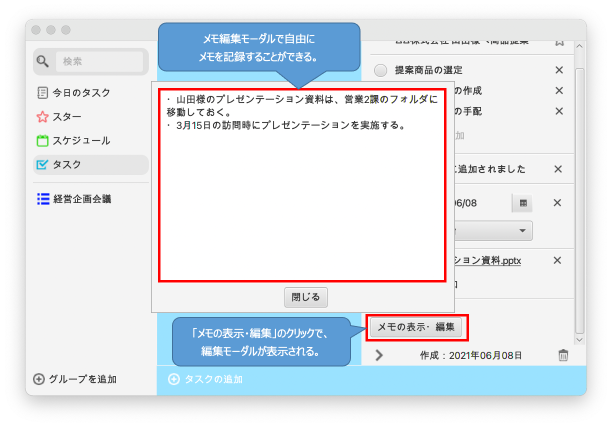 メモ編集モーダルで自由に
メモを記録することができる。
検索
今日のタスク
スター
スケジュール
タスク
経営企画会議
グループを追加
・ 山田様のプレゼンテーション資料は、営業2課のフォルダに
移動しておく。
・ 3月15日の訪問時にプレゼンテーションを実施する。
閉じる
「メモの表示・編集」のクリックで、
編集モーダルが表示される。
提案商品の選定
の作成
の手配
加
に追加されました
06/08
ション資料.pptx
メモの表示・ 編集
作成：2021年06月08日
タスクの追加